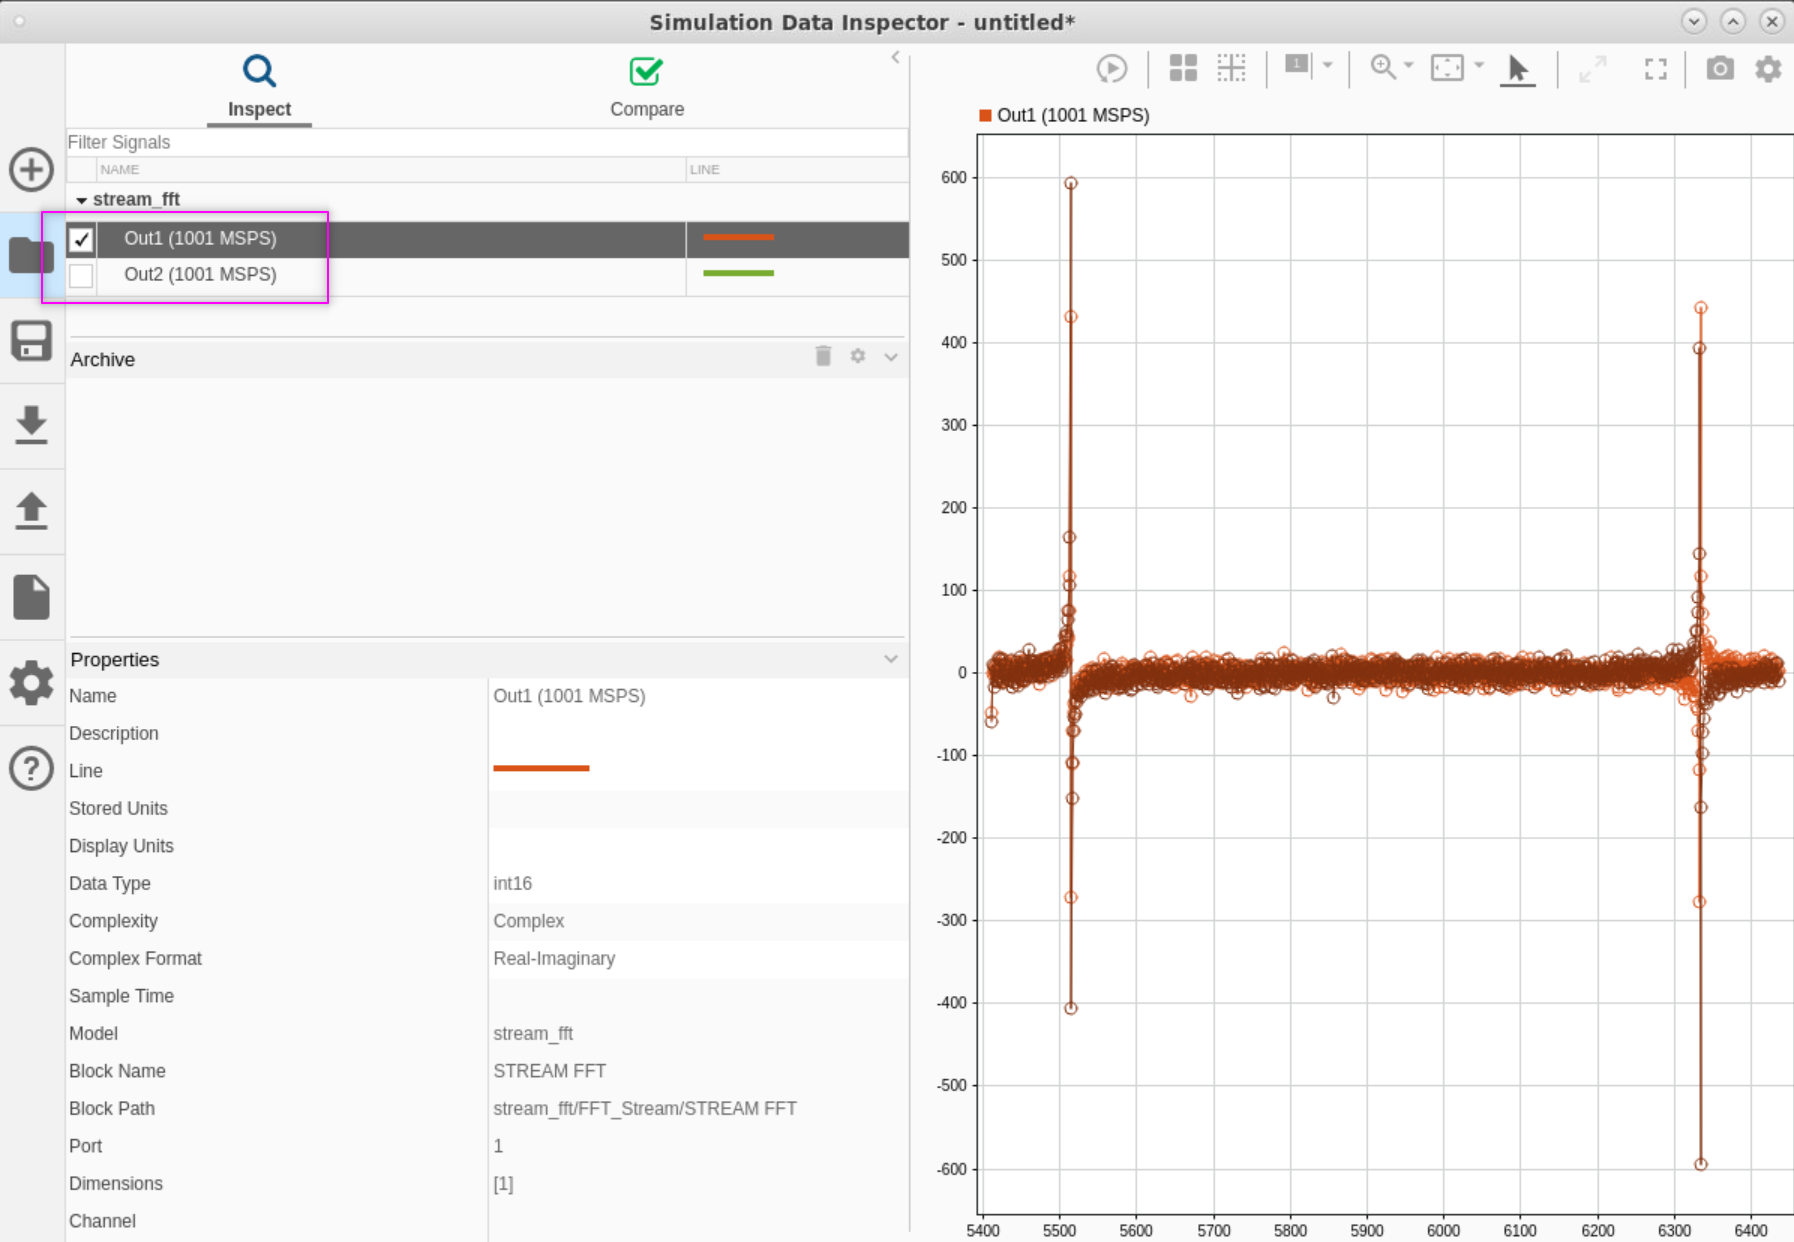 Simulation Data Inspector - untitled*
Inspect
Compare
Filter Signals
NAME
LINE
stream_fft
Out1 (1001 MSPS)
Out2 (1001 MSPS)
Archive
Properties
Name
Out1 (1001 MSPS)
Description
Line
Stored Units
Display Units
Data Type
int16
Complexity
Complex
Complex Format
Real-Imaginary
Sample Time
Model
stream_fft
Block Name
STREAM FFT
Block Path
stream_fft/FFT_Stream/STREAM FFT
Port
1
Dimensions
[1]
Channel
1
Out1 (1001 MSPS)
600
500
400
300
200
100
0
-100
-200
-300
-400
-500
-600
5400 5500 5600 5700 5800 5900 6000 6100 6200 6300 6400